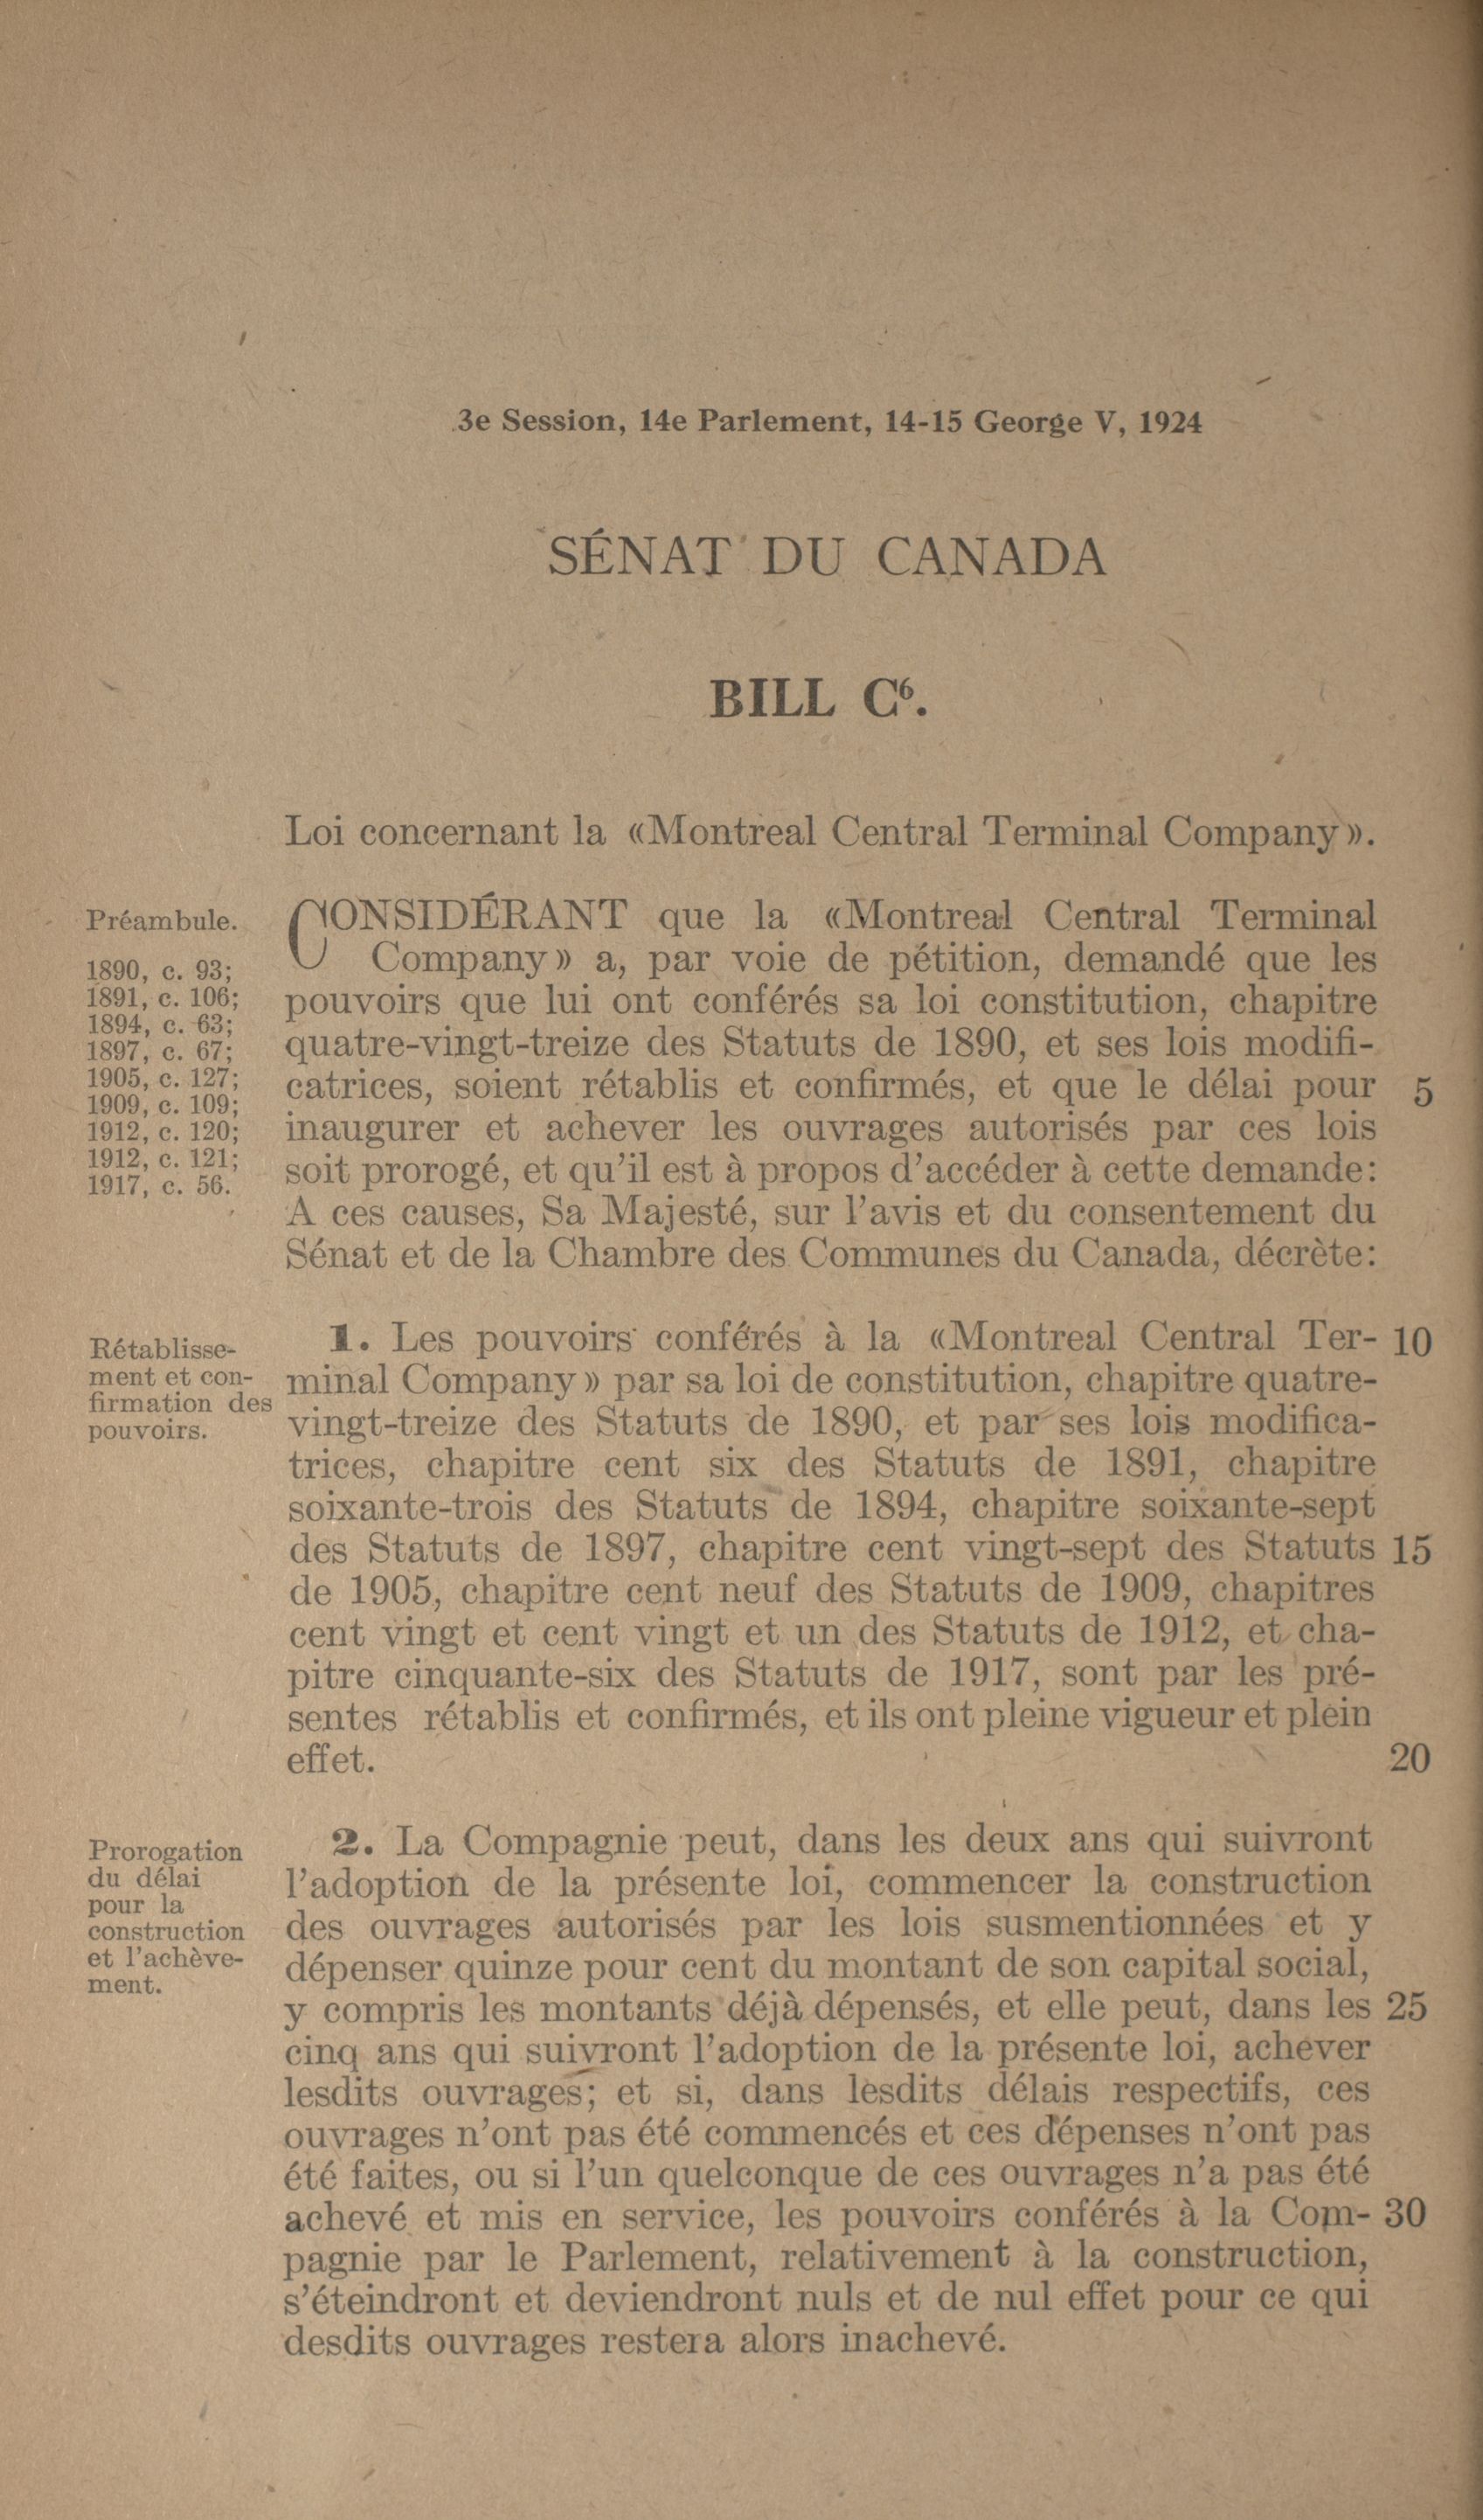 3e Session, 14e Parlement, 14-15 George V, 1924
SÉNAT DU CANADA
BILL C⁶.
Loi concernant la «Montreal Central Terminal Company».
Préambule.
1890, c. 93;
1891, c. 106;
1894, c. 63;
1897, c. 67;
1905, c. 127;
1909, c. 109;
1912, c. 120;
1912, c. 121;
1917, c. 56.
CONSIDÉRANT que la «Montreal Central Terminal
Company» a, par voie de pétition, demandé que les
pouvoirs que lui ont conférés sa loi constitution, chapitre
quatre-vingt-treize des Statuts de 1890, et ses lois modifi-
catrices, soient rétablis et confirmés, et que le délai pour 5
inaugurer et achever les ouvrages autorisés par ces lois
soit prorogé, et qu'il est à propos d'accéder à cette demande:
A ces causes, Sa Majesté, sur l'avis et du consentement du
Sénat et de la Chambre des Communes du Canada, décrète:
Rétablisse-
ment et con-
firmation des
pouvoirs.
1. Les pouvoirs conférés à la «Montreal Central Ter- 10
minal Company» par sa loi de constitution, chapitre quatre-
vingt-treize des Statuts de 1890, et par ses lois modifica-
trices, chapitre cent six des Statuts de 1891, chapitre
soixante-trois des Statuts de 1894, chapitre soixante-sept
des Statuts de 1897, chapitre cent vingt-sept des Statuts 15
de 1905, chapitre cent neuf des Statuts de 1909, chapitres
cent vingt et cent vingt et un des Statuts de 1912, et cha-
pitre cinquante-six des Statuts de 1917, sont par les pré-
sentes rétablis et confirmés, et ils ont pleine vigueur et plein
effet. 20
Prorogation
du délai
pour la
construction
et l'achève-
ment.
2. La Compagnie peut, dans les deux ans qui suivront
l'adoption de la présente loi, commencer la construction
des ouvrages autorisés par les lois susmentionnées et y
dépenser quinze pour cent du montant de son capital social,
y compris les montants déjà dépensés, et elle peut, dans les 25
cinq ans qui suivront l'adoption de la présente loi, achever
lesdits ouvrages; et si, dans lesdits délais respectifs, ces
ouvrages n'ont pas été commencés et ces dépenses n'ont pas
été faites, ou si l'un quelconque de ces ouvrages n'a pas été
achevé et mis en service, les pouvoirs conférés à la Com- 30
pagnie par le Parlement, relativement à la construction,
s'éteindront et deviendront nuls et de nul effet pour ce qui
desdits ouvrages restera alors inachevé.